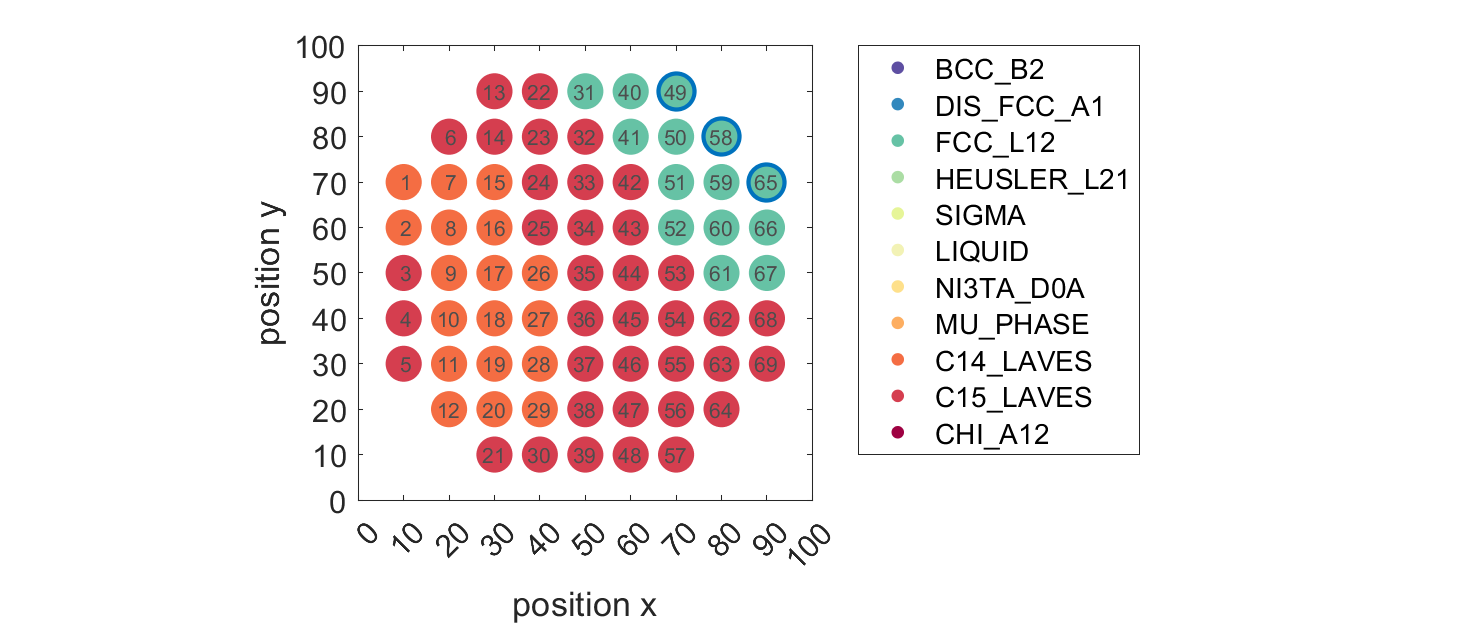 100
90
80
70
60
50
40
30
20
10
0
position y
13 22 31 40 49
6 14 23 32 41 50 58
1 7 15 24 33 42 51 59 65
2 8 16 25 34 43 52 60 66
3 9 17 26 35 44 53 61 67
4 10 18 27 36 45 54 62 68
5 11 19 28 37 46 55 63 69
12 20 29 38 47 56 64
21 30 39 48 57
0 10 20 30 40 50 60 70 80 90 100
position x
BCC_B2
DIS_FCC_A1
FCC_L12
HEUSLER_L21
SIGMA
LIQUID
NI3TA_D0A
MU_PHASE
C14_LAVES
C15_LAVES
CHI_A12